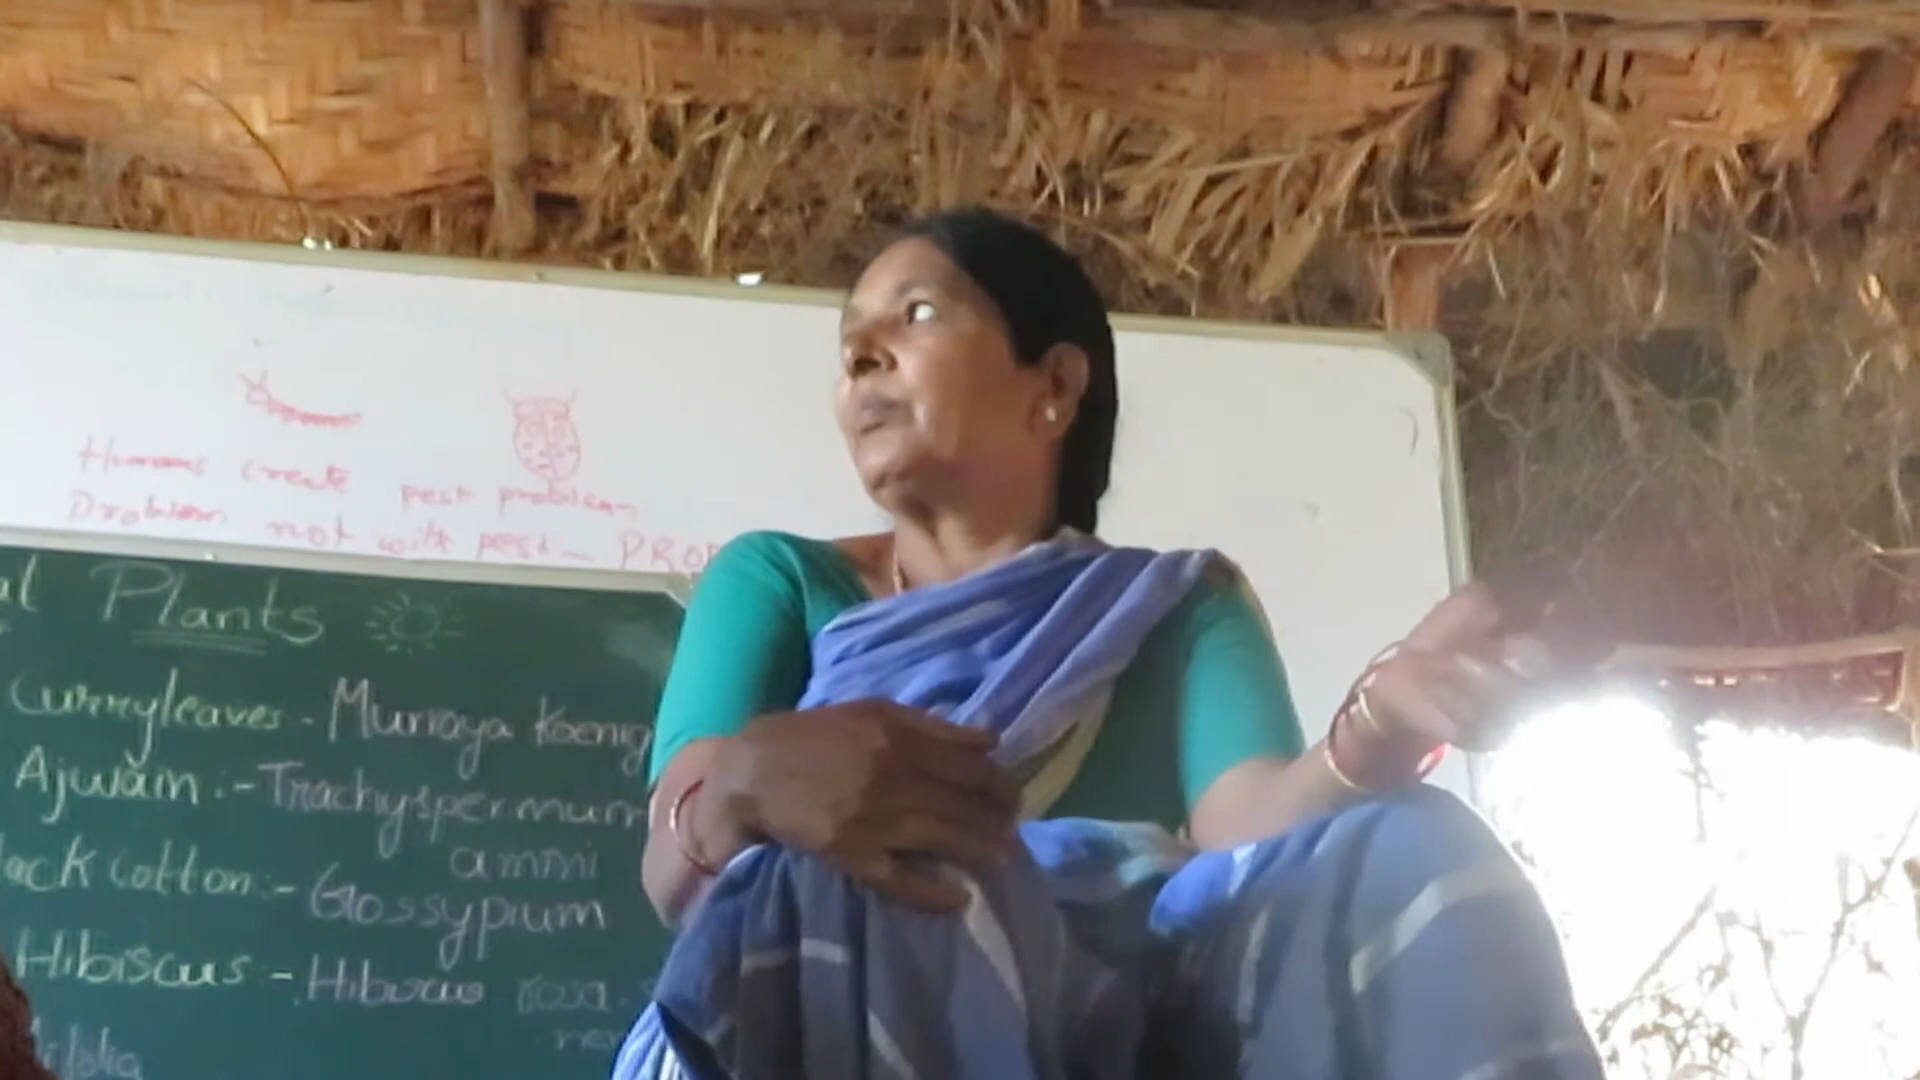 Humans create pest problem
Problem not with pest - PRO
al Plants
Curryleaves - Murraya Koenig
Ajwain :- Trachyspermum
ammi
lack cotton :- Gossypium
Hibiscus :- Hibiscus rosa